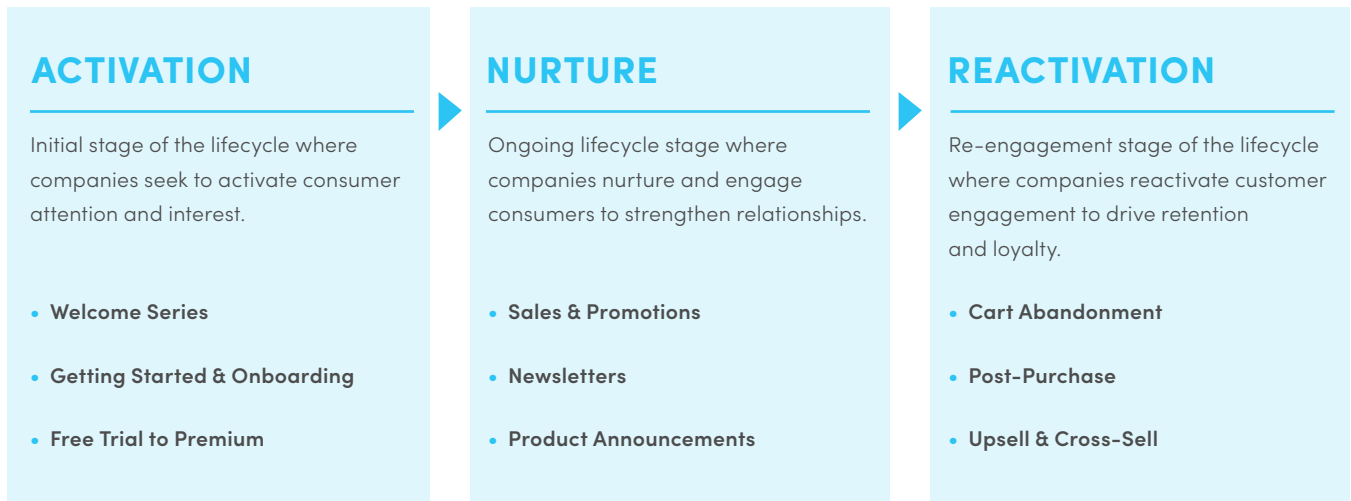 ACTIVATION
Initial stage of the lifecycle where
companies seek to activate consumer
attention and interest.
• Welcome Series
• Getting Started & Onboarding
• Free Trial to Premium
NURTURE
Ongoing lifecycle stage where
companies nurture and engage
consumers to strengthen relationships.
• Sales & Promotions
• Newsletters
• Product Announcements
REACTIVATION
Re-engagement stage of the lifecycle
where companies reactivate customer
engagement to drive retention
and loyalty.
• Cart Abandonment
• Post-Purchase
• Upsell & Cross-Sell